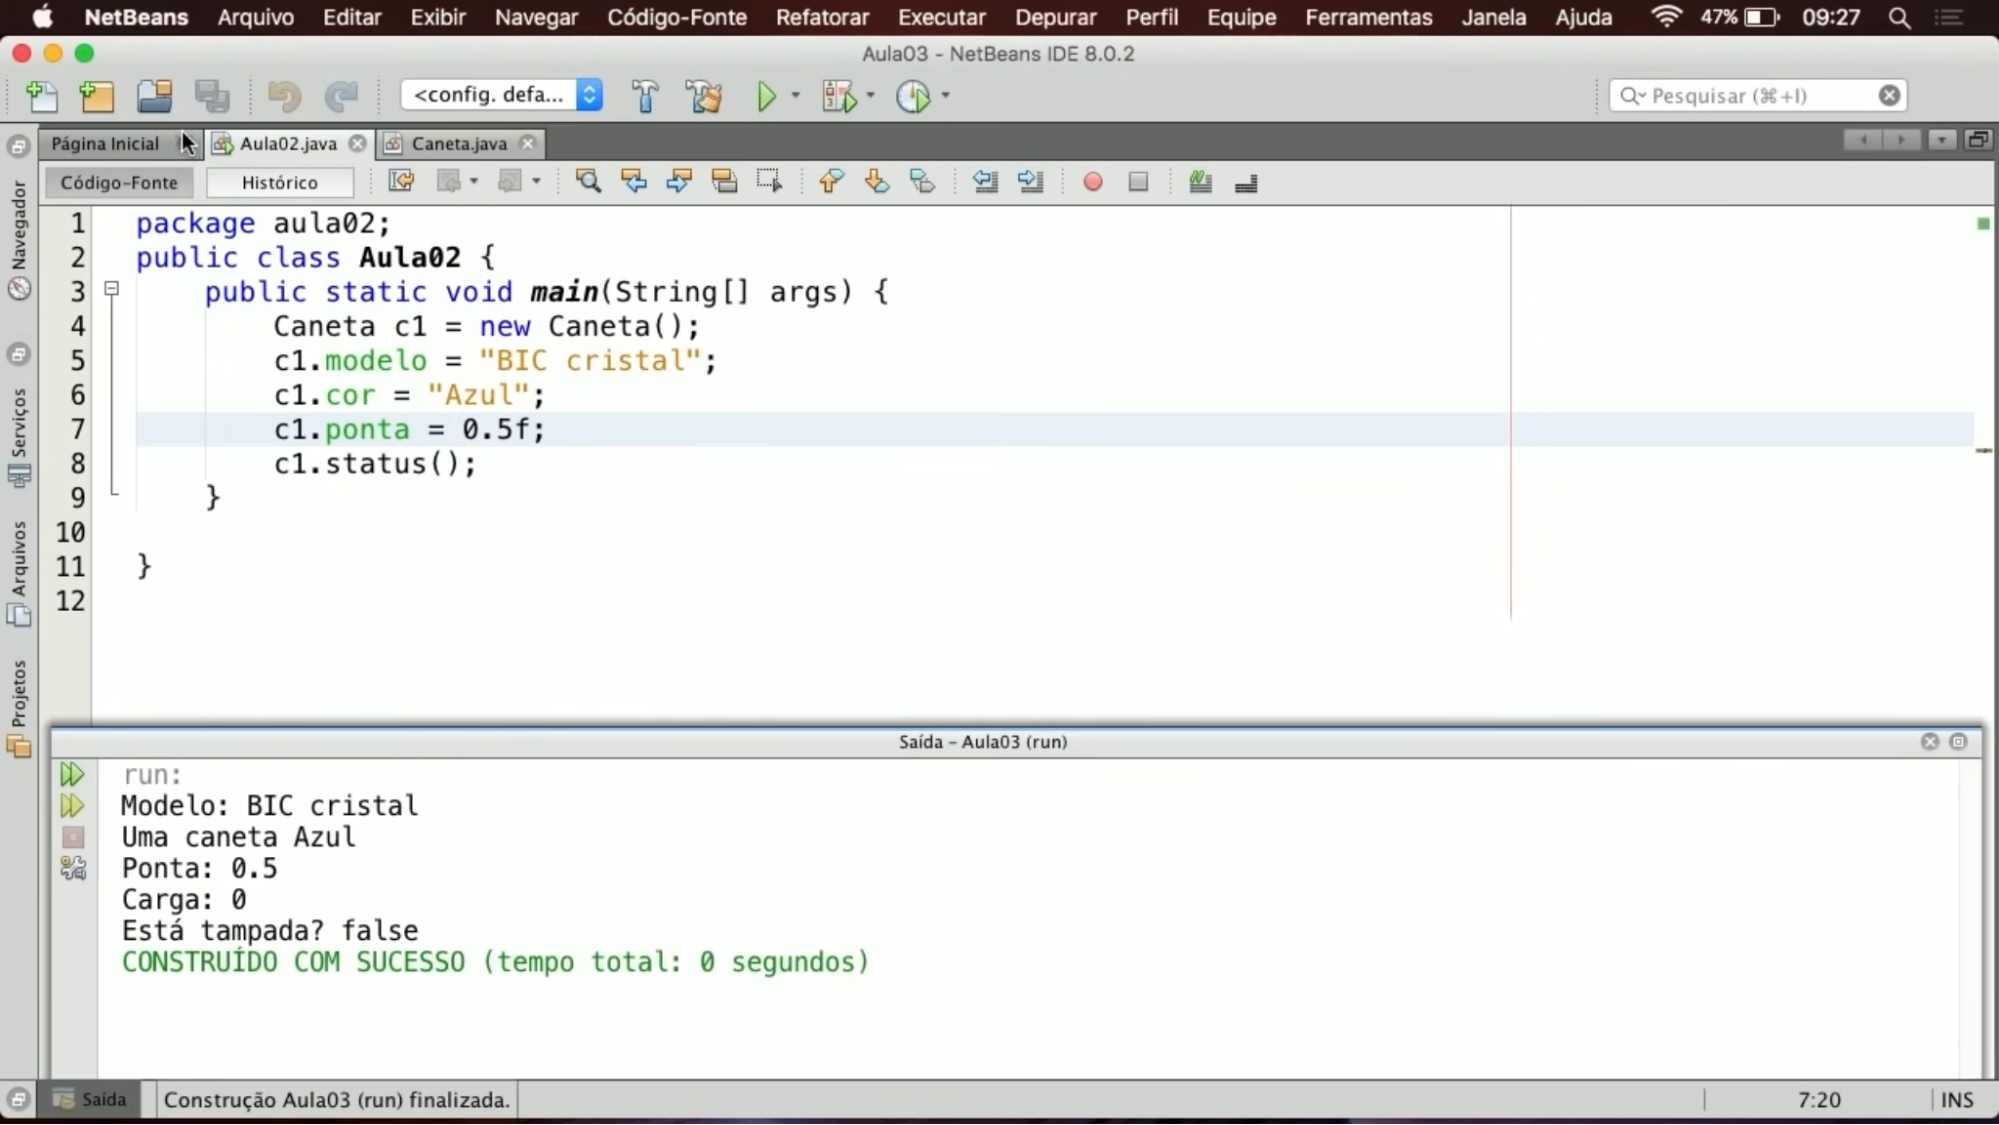 NetBeans Arquivo Editar Exibir Navegar Código-Fonte Refatorar Executar Depurar Perfil Equipe Ferramentas Janela Ajuda 47% 09:27
Aula03 - NetBeans IDE 8.0.2
<config. defa... Pesquisar (⌘+I)
Página Inicial Aula02.java Caneta.java
Código-Fonte Histórico
Navegador
Serviços
Arquivos
Projetos
1 package aula02;
2 public class Aula02 {
3 public static void main(String[] args) {
4 Caneta c1 = new Caneta();
5 c1.modelo = "BIC cristal";
6 c1.cor = "Azul";
7 c1.ponta = 0.5f;
8 c1.status();
9 }
10
11 }
12
Saída - Aula03 (run)
run:
Modelo: BIC cristal
Uma caneta Azul
Ponta: 0.5
Carga: 0
Está tampada? false
CONSTRUÍDO COM SUCESSO (tempo total: 0 segundos)
Saída Construção Aula03 (run) finalizada. 7:20 INS